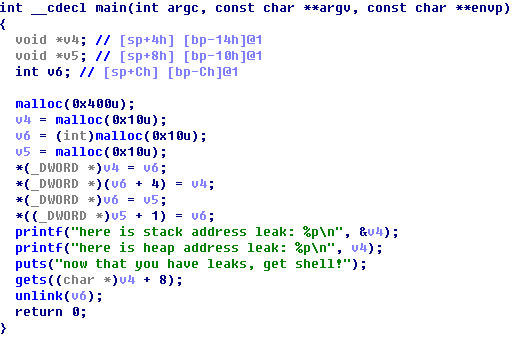 int __cdecl main(int argc, const char **argv, const char **envp)
{
void *v4; // [sp+4h] [bp-14h]@1
void *v5; // [sp+8h] [bp-10h]@1
int v6; // [sp+Ch] [bp-Ch]@1
malloc(0x400u);
v4 = malloc(0x10u);
v6 = (int)malloc(0x10u);
v5 = malloc(0x10u);
*(_DWORD *)v4 = v6;
*(_DWORD *)(v6 + 4) = v4;
*(_DWORD *)v6 = v5;
*((_DWORD *)v5 + 1) = v6;
printf("here is stack address leak: %p\n", &v4);
printf("here is heap address leak: %p\n", v4);
puts("now that you have leaks, get shell!");
gets((char *)v4 + 8);
unlink(v6);
return 0;
}